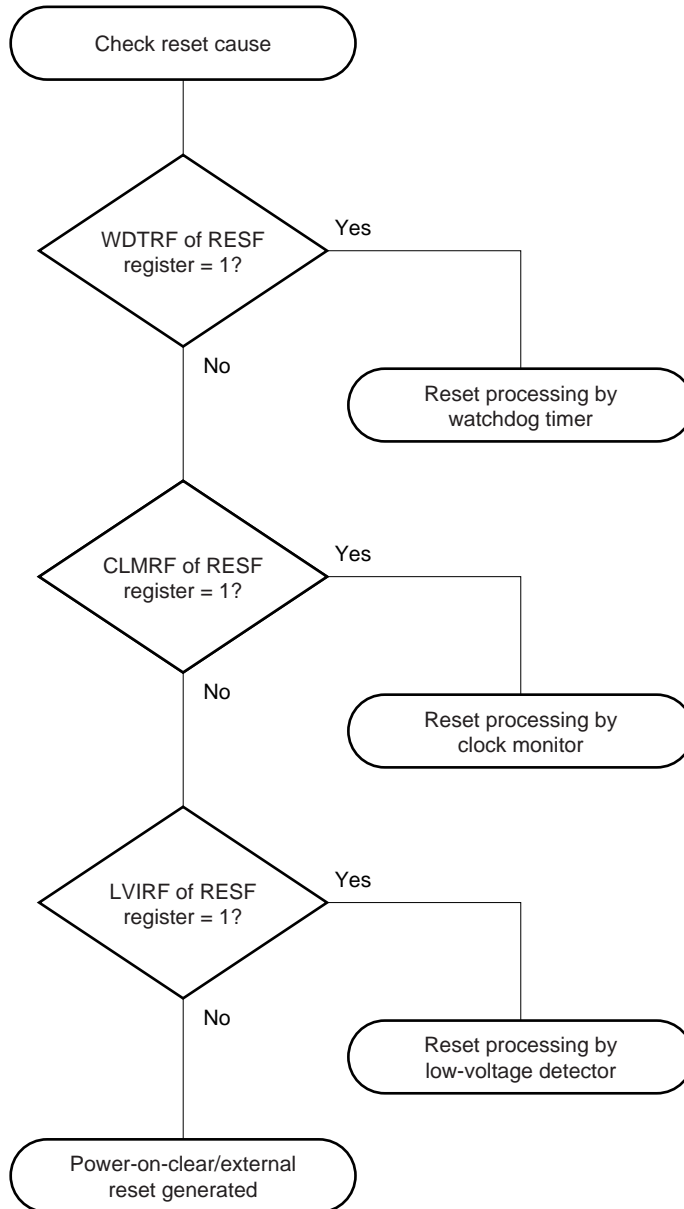 Check reset cause
WDTRF of RESF
register = 1?
Yes
No
Reset processing by
watchdog timer
CLMRF of RESF
register = 1?
Yes
No
Reset processing by
clock monitor
LVIRF of RESF
register = 1?
Yes
No
Reset processing by
low-voltage detector
Power-on-clear/external
reset generated